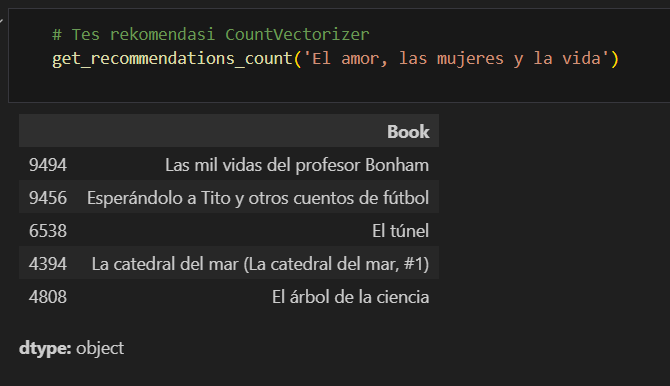 # Tes rekomendasi CountVectorizer
get_recommendations_count('El amor, las mujeres y la vida')
Book
9494 Las mil vidas del profesor Bonham
9456 Esperándolo a Tito y otros cuentos de fútbol
6538 El túnel
4394 La catedral del mar (La catedral del mar, #1)
4808 El árbol de la ciencia
dtype: object